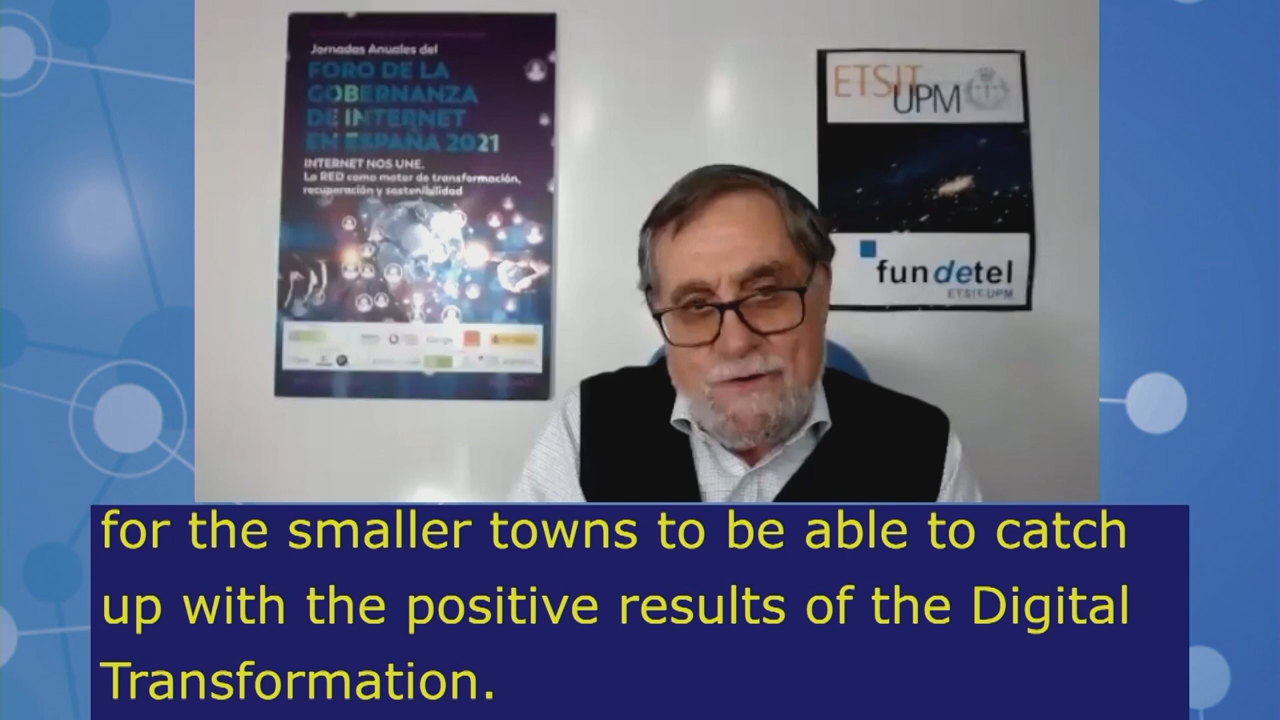 Jornadas Anuales del
FORO DE LA
GOBERNANZA
DE INTERNET
EN ESPAÑA 2021
INTERNET NOS UNE.
La RED como motor de transformación,
recuperación y sostenibilidad
Google
ETSIT
UPM
fundetel
ETSIT-UPM
for the smaller towns to be able to catch
up with the positive results of the Digital
Transformation.